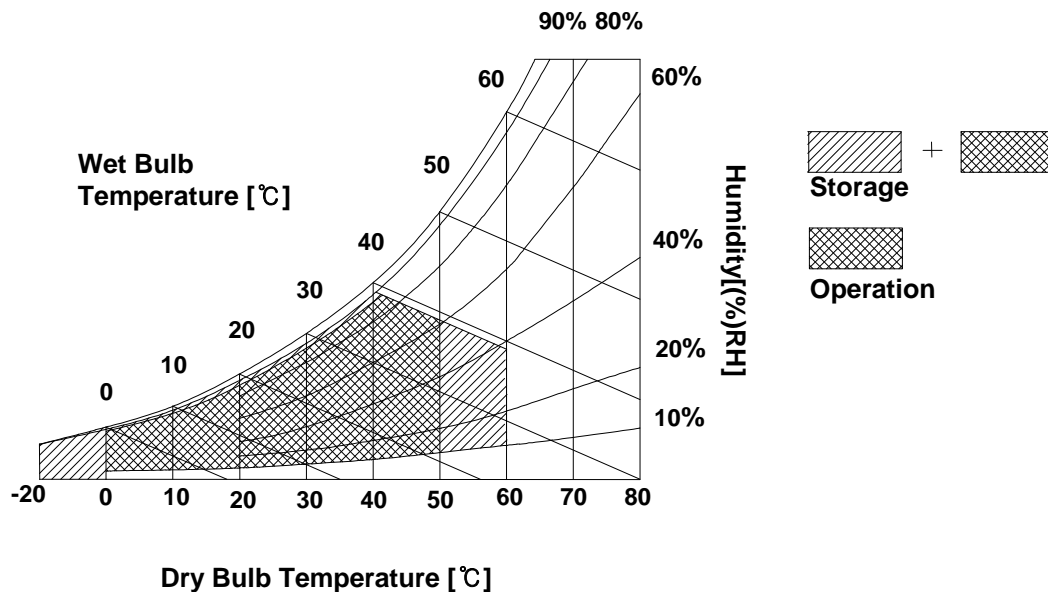 90% 80%
60
60%
50
Wet Bulb
Temperature [℃]
Storage
40
40%
Humidity[(%)RH]
30
Operation
20
20%
10
0
10%
-20 0 10 20 30 40 50 60 70 80
Dry Bulb Temperature [℃]